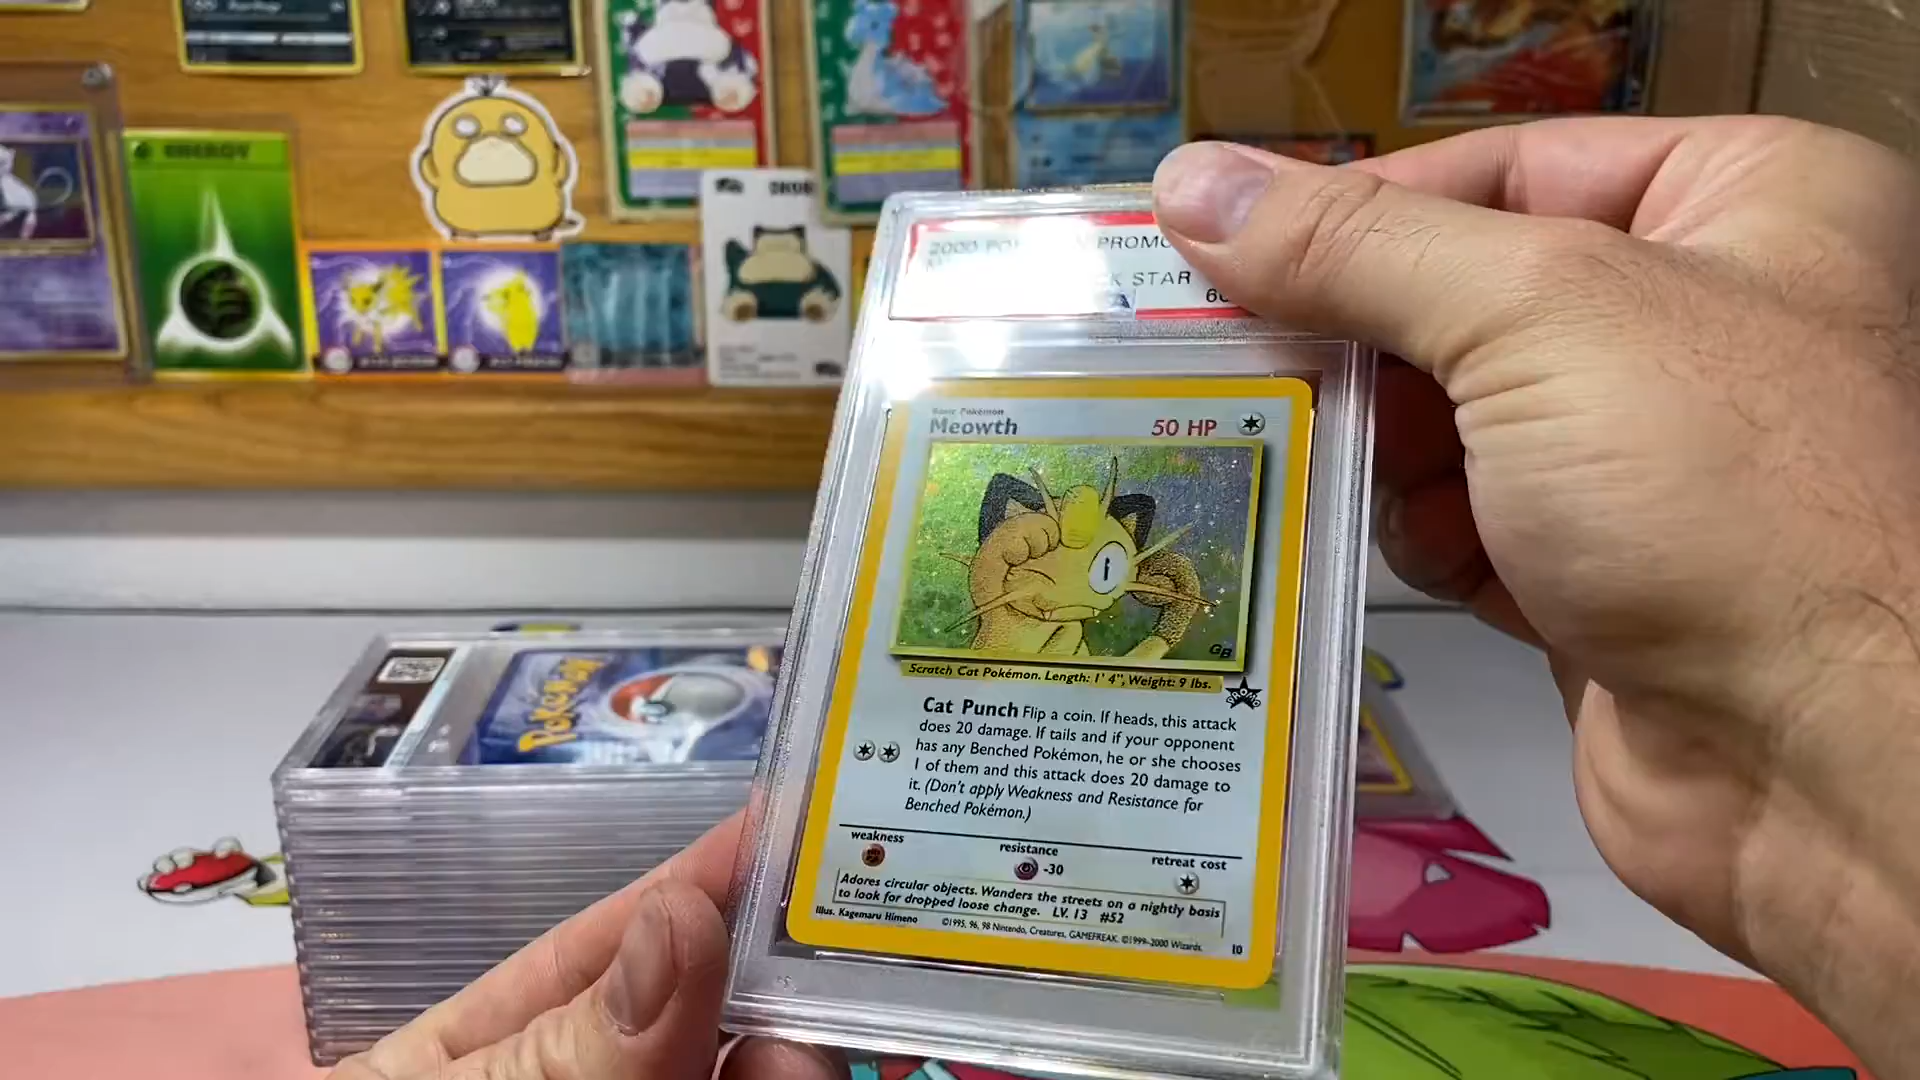 ENERGY
2000 PROMO
STAR
Basic Pokémon
Meowth 50 HP
GB
Scratch Cat Pokémon. Length: 1' 4", Weight: 9 lbs.
PROMO
Cat Punch Flip a coin. If heads, this attack
does 20 damage. If tails and if your opponent
has any Benched Pokémon, he or she chooses
1 of them and this attack does 20 damage to
it. (Don't apply Weakness and Resistance for
Benched Pokémon.)
weakness resistance retreat cost
-30
Adores circular objects. Wanders the streets on a nightly basis
to look for dropped loose change. LV. 13 #52
Illus. Kagemaru Himeno ©1995, 96, 98 Nintendo, Creatures, GAMEFREAK. ©1999-2000 Wizards. 10
Pokémon